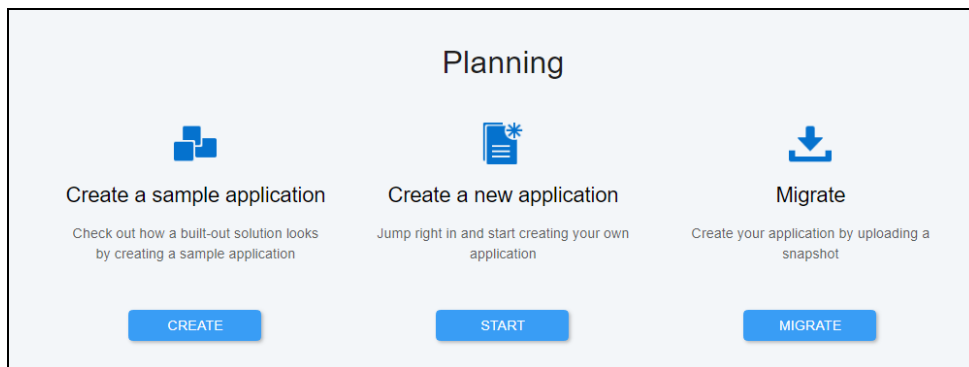 Planning
Create a sample application
Check out how a built-out solution looks
by creating a sample application
CREATE
Create a new application
Jump right in and start creating your own
application
START
Migrate
Create your application by uploading a
snapshot
MIGRATE